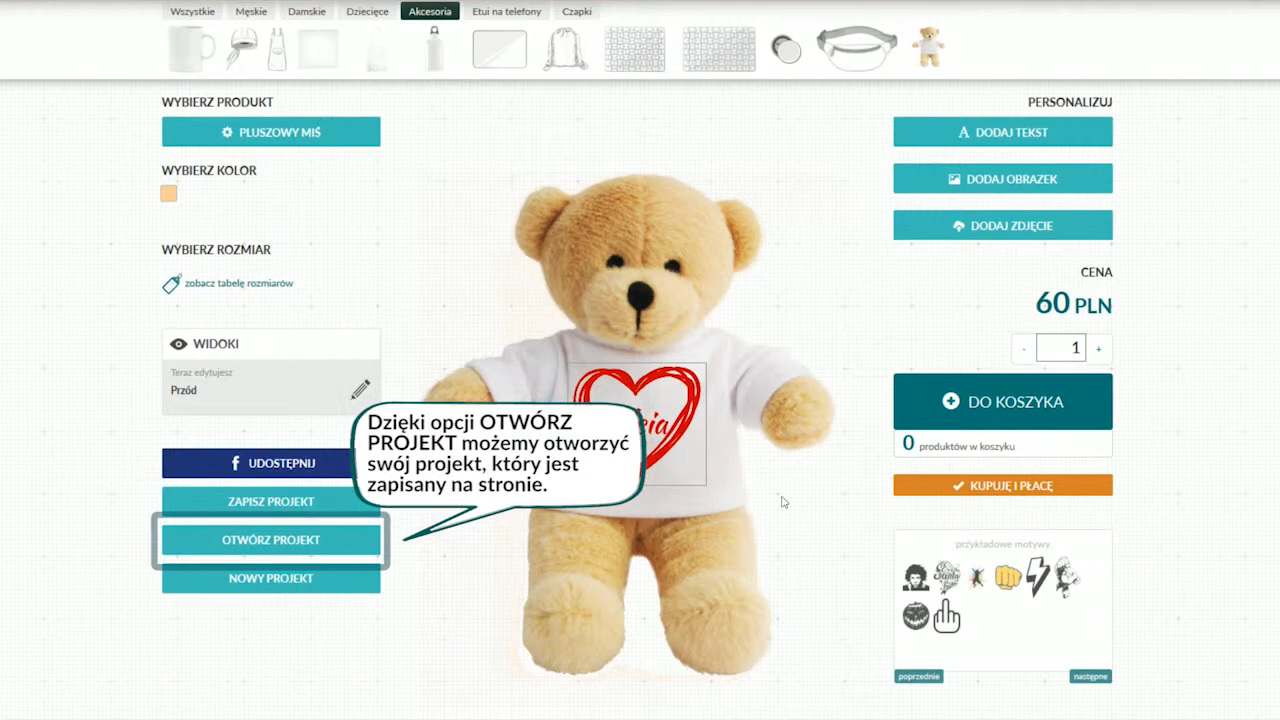 Wszystkie Męskie Damskie Dziecięce Akcesoria Etui na telefony Czapki
WYBIERZ PRODUKT
PLUSZOWY MIŚ
WYBIERZ KOLOR
WYBIERZ ROZMIAR
zobacz tabelę rozmiarów
WIDOKI
Teraz edytujesz
Przód
UDOSTĘPNIJ
ZAPISZ PROJEKT
OTWÓRZ PROJEKT
NOWY PROJEKT
Dzięki opcji OTWÓRZ
PROJEKT możemy otworzyć
swój projekt, który jest
zapisany na stronie.
PERSONALIZUJ
DODAJ TEKST
DODAJ OBRAZEK
DODAJ ZDJĘCIE
CENA
60 PLN
- 1 +
DO KOSZYKA
0 produktów w koszyku
KUPUJĘ I PŁACĘ
przykładowe motywy
poprzednie następne